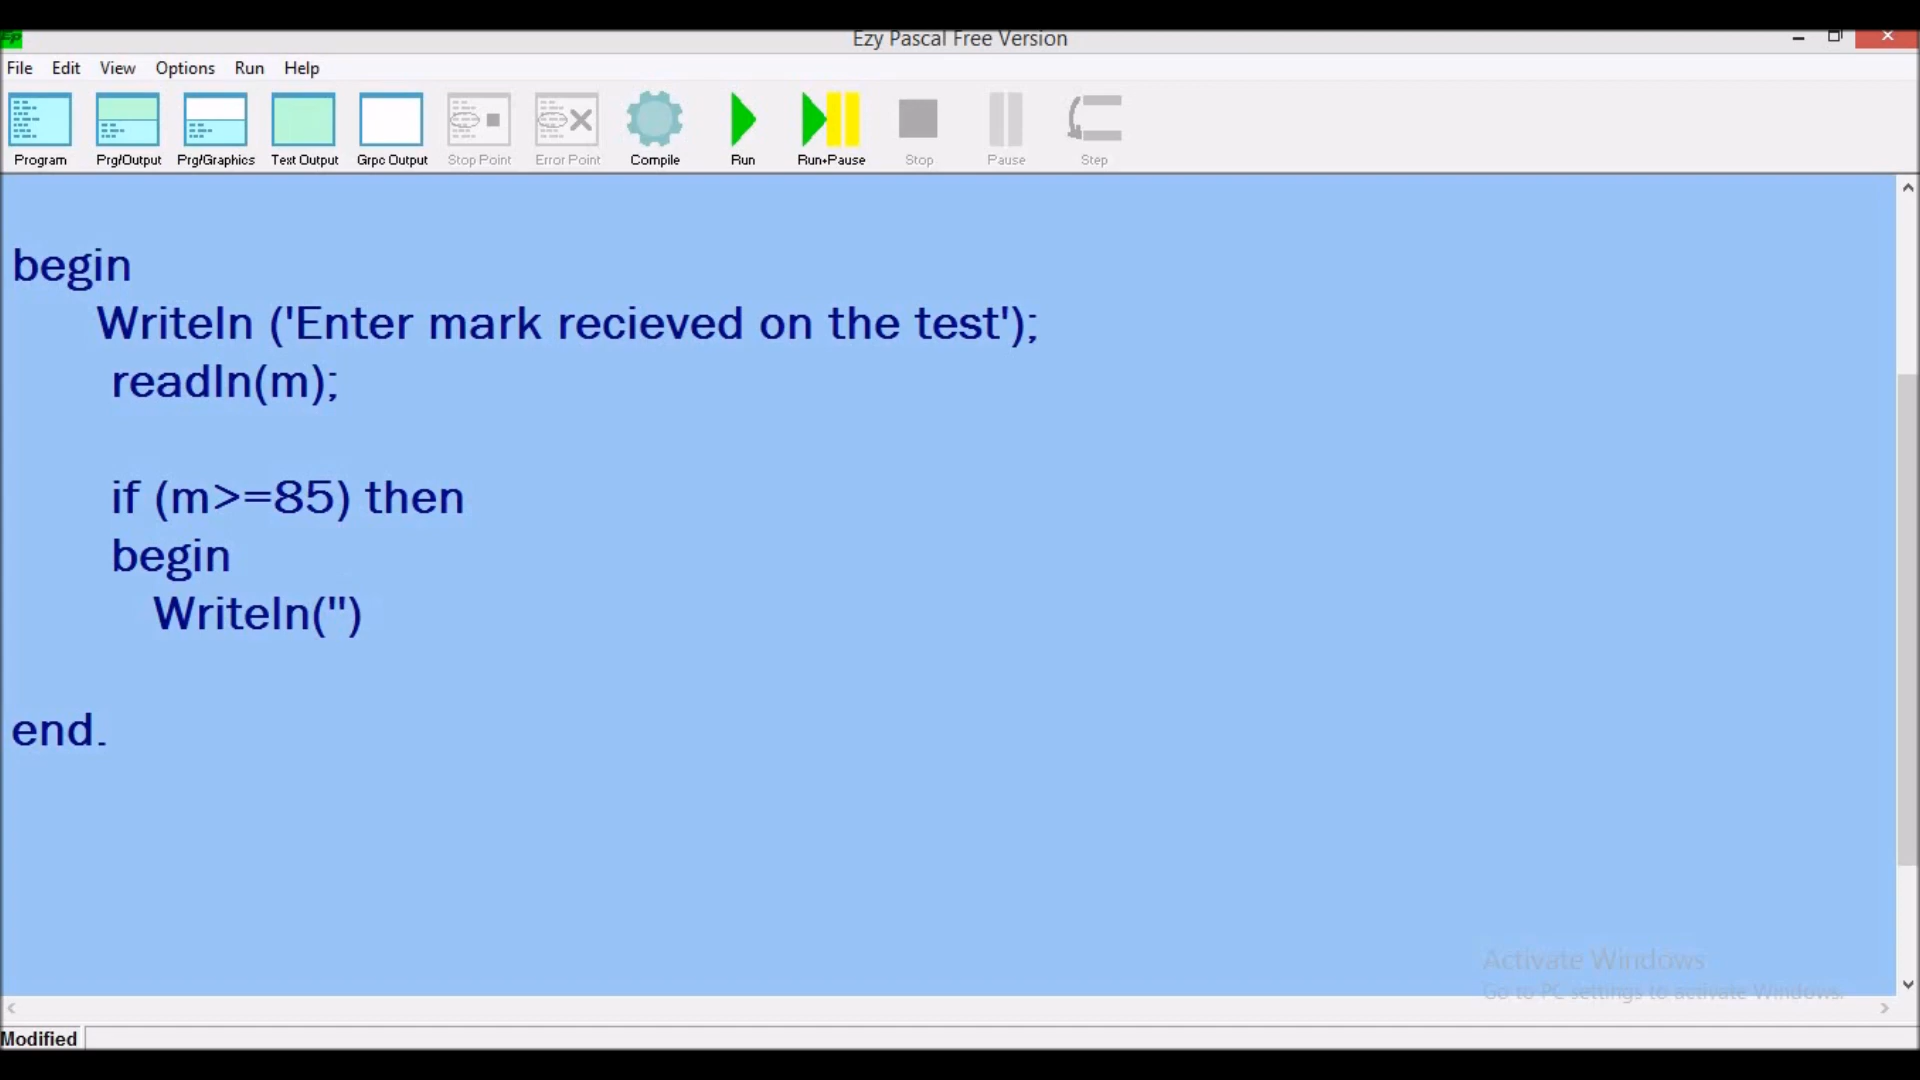 EP
Ezy Pascal Free Version
File Edit View Options Run Help
Program Prg/Output Prg/Graphics Text Output Grpc Output Stop Point Error Point Compile Run Run+Pause Stop Pause Step
begin
Writeln ('Enter mark recieved on the test');
readln(m);
if (m>=85) then
begin
Writeln('')
end.
Activate Windows
Go to PC settings to activate Windows.
Modified